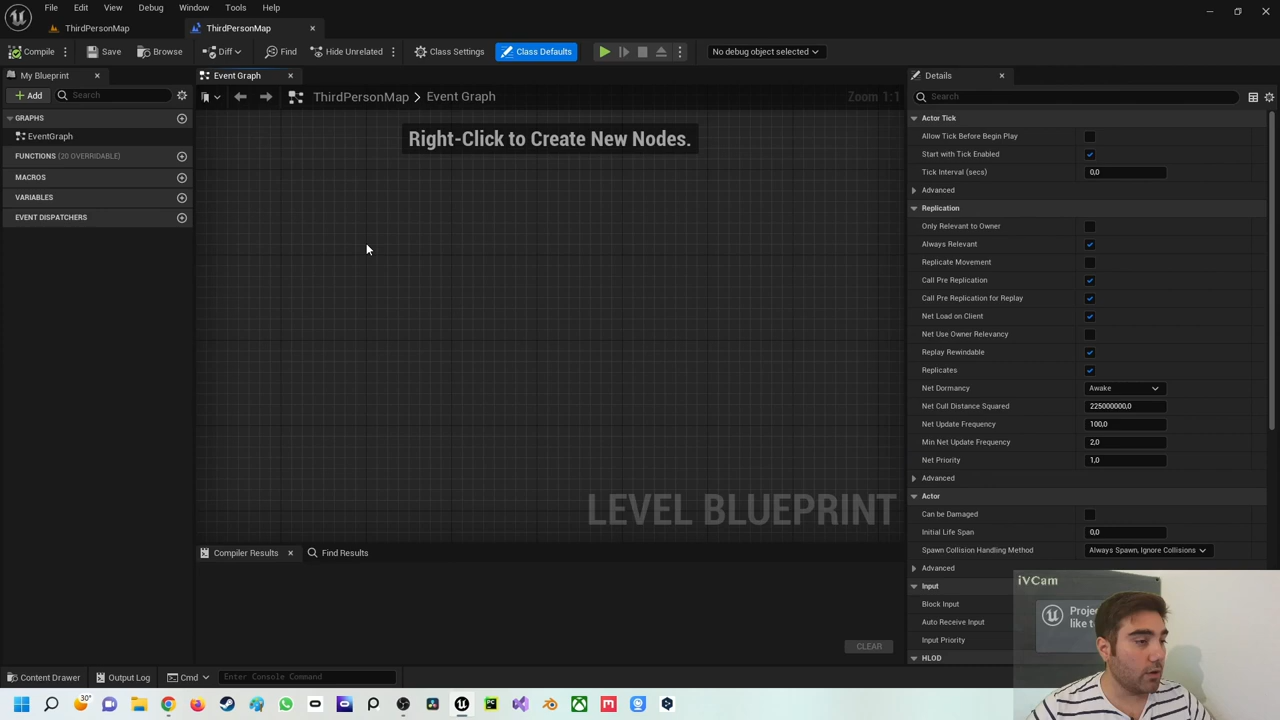 File Edit View Debug Window Tools Help
ThirdPersonMap
ThirdPersonMap
Compile
Save
Browse
Diff
Find
Hide Unrelated
Class Settings
Class Defaults
No debug object selected
My Blueprint
Event Graph
Details
Add
Search
ThirdPersonMap > Event Graph
Zoom 1:1
Search
Right-Click to Create New Nodes.
GRAPHS
EventGraph
FUNCTIONS (20 OVERRIDABLE)
MACROS
VARIABLES
EVENT DISPATCHERS
Actor Tick
Allow Tick Before Begin Play
Start with Tick Enabled
Tick Interval (secs) 0,0
Advanced
Replication
Only Relevant to Owner
Always Relevant
Replicate Movement
Call Pre Replication
Call Pre Replication for Replay
Net Load on Client
Net Use Owner Relevancy
Replay Rewindable
Replicates
Net Dormancy Awake
Net Cull Distance Squared 225000000,0
Net Update Frequency 100,0
Min Net Update Frequency 2,0
Net Priority 1,0
Advanced
Actor
Can be Damaged
Initial Life Span 0,0
Spawn Collision Handling Method Always Spawn, Ignore Collisions
Advanced
Input
Block Input
Auto Receive Input
Input Priority
HLOD
LEVEL BLUEPRINT
Compiler Results
Find Results
CLEAR
iVCam
Proje
like t
Content Drawer
Output Log
Cmd
Enter Console Command
30°